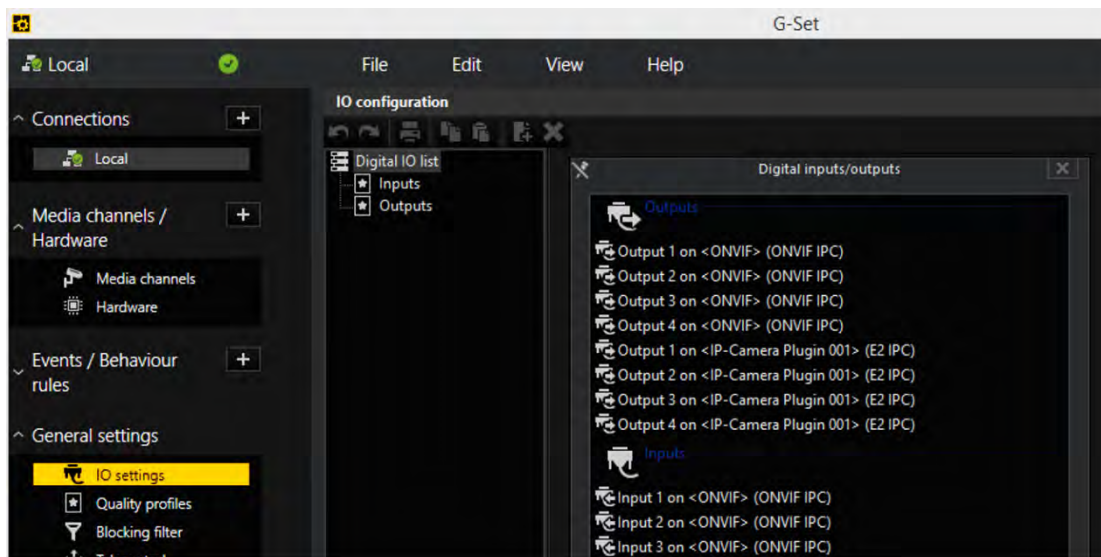 G-Set
Local
File Edit View Help
Connections
Local
Media channels /
Hardware
Media channels
Hardware
Events / Behaviour
rules
General settings
IO settings
Quality profiles
Blocking filter
IO configuration
Digital IO list
Inputs
Outputs
Digital inputs/outputs
Outputs
Output 1 on <ONVIF> (ONVIF IPC)
Output 2 on <ONVIF> (ONVIF IPC)
Output 3 on <ONVIF> (ONVIF IPC)
Output 4 on <ONVIF> (ONVIF IPC)
Output 1 on <IP-Camera Plugin 001> (E2 IPC)
Output 2 on <IP-Camera Plugin 001> (E2 IPC)
Output 3 on <IP-Camera Plugin 001> (E2 IPC)
Output 4 on <IP-Camera Plugin 001> (E2 IPC)
Inputs
Input 1 on <ONVIF> (ONVIF IPC)
Input 2 on <ONVIF> (ONVIF IPC)
Input 3 on <ONVIF> (ONVIF IPC)